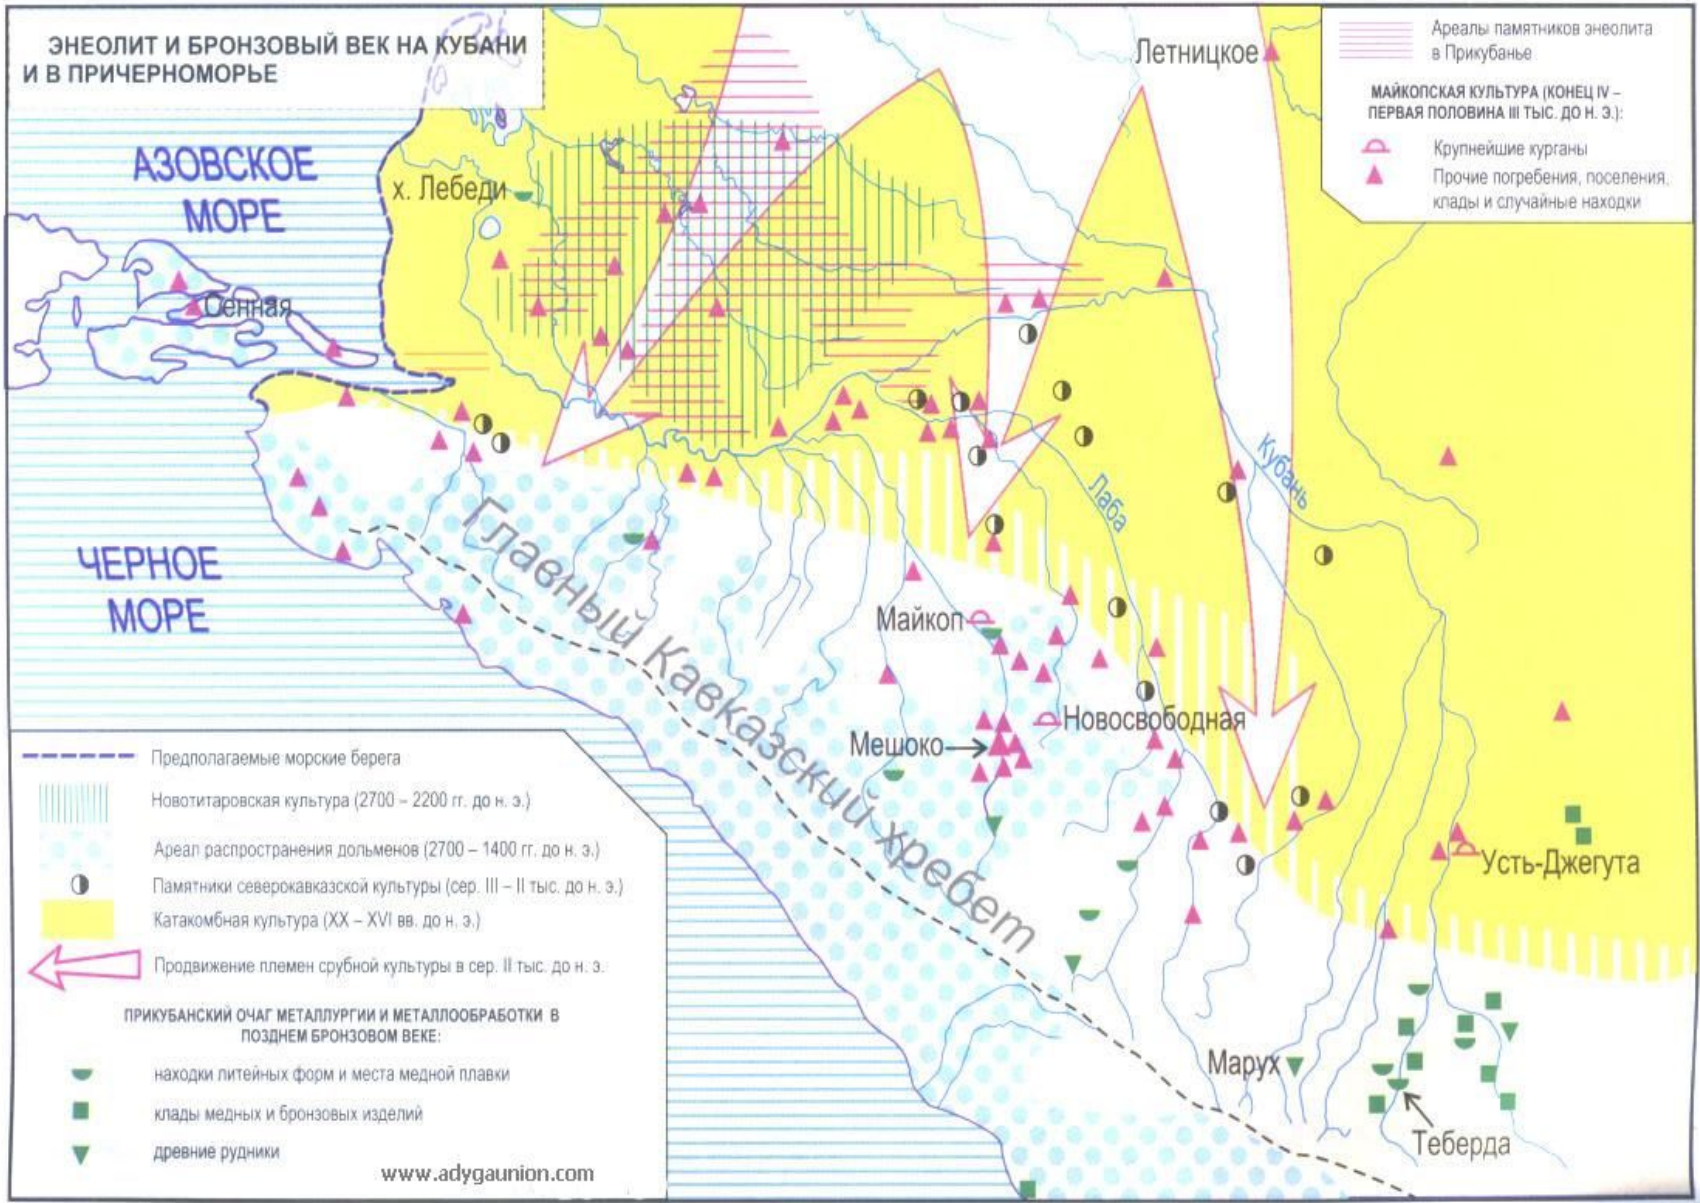 ЭНЕОЛИТ И БРОНЗОВЫЙ ВЕК НА КУБАНИ
И В ПРИЧЕРНОМОРЬЕ
Летницкое
Ареалы памятников энеолита
в Прикубанье
МАЙКОПСКАЯ КУЛЬТУРА (КОНЕЦ IV –
ПЕРВАЯ ПОЛОВИНА III ТЫС. ДО Н. Э.):
Крупнейшие курганы
Прочие погребения, поселения,
клады и случайные находки
АЗОВСКОЕ
МОРЕ
х. Лебеди
Сенная
Кубань
Лаба
ЧЕРНОЕ
МОРЕ
Главный Кавказский хребет
Майкоп
Новосвободная
Мешоко
Усть-Джегута
Марух
Теберда
Предполагаемые морские берега
Новотитаровская культура (2700 – 2200 гг. до н. э.)
Ареал распространения дольменов (2700 – 1400 гг. до н. э.)
Памятники северокавказской культуры (сер. III – II тыс. до н. э.)
Катакомбная культура (XX – XVI вв. до н. э.)
Продвижение племен срубной культуры в сер. II тыс. до н. э.
ПРИКУБАНСКИЙ ОЧАГ МЕТАЛЛУРГИИ И МЕТАЛЛООБРАБОТКИ В
ПОЗДНЕМ БРОНЗОВОМ ВЕКЕ:
находки литейных форм и места медной плавки
клады медных и бронзовых изделий
древние рудники
www.adygaunion.com